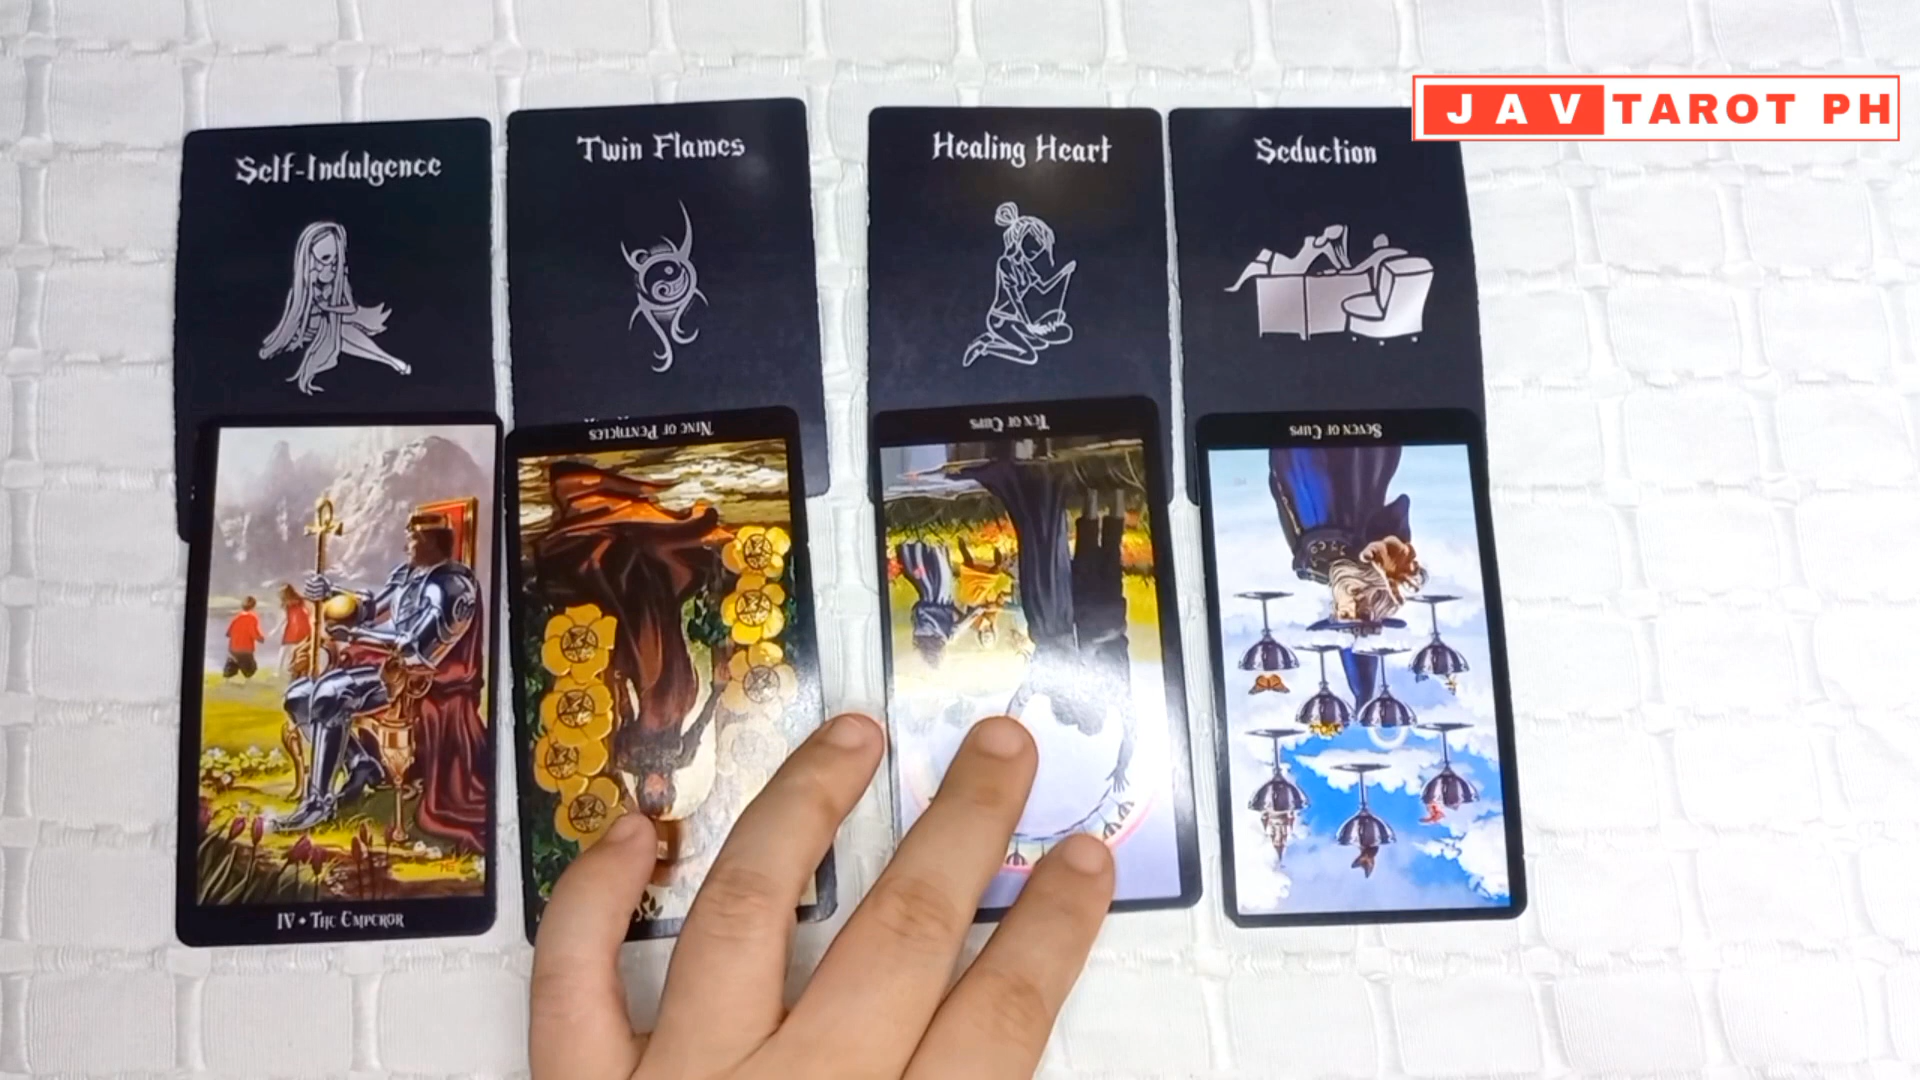 JAV TAROT PH
Self-Indulgence
Twin Flames
Healing Heart
Seduction
Nine of Pentacles
Ten of Cups
Seven of Cups
IV • The Emperor